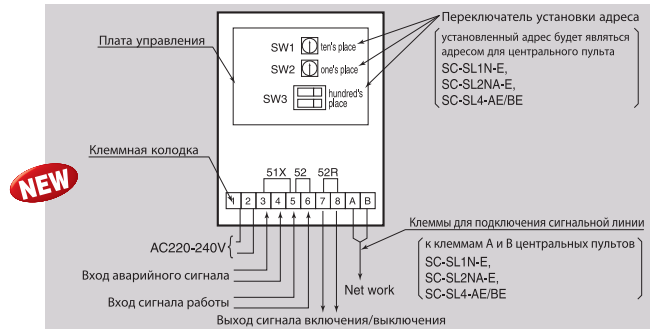 Переключатель установки адреса
установленный адрес будет являться
адресом для центрального пульта
SC-SL1N-E,
SC-SL2NA-E,
SC-SL4-AE/BE
Плата управления
SW1 ten's place
SW2 one's place
SW3 hundred's
place
Клеммная колодка
NEW
51X 52 52R
1 2 3 4 5 6 7 8 A B
AC220-240V
Вход аварийного сигнала
Вход сигнала работы
Выход сигнала включения/выключения
Net work
Клеммы для подключения сигнальной линии
к клеммам А и В центральных пультов
SC-SL1N-E,
SC-SL2NA-E,
SC-SL4-AE/BE